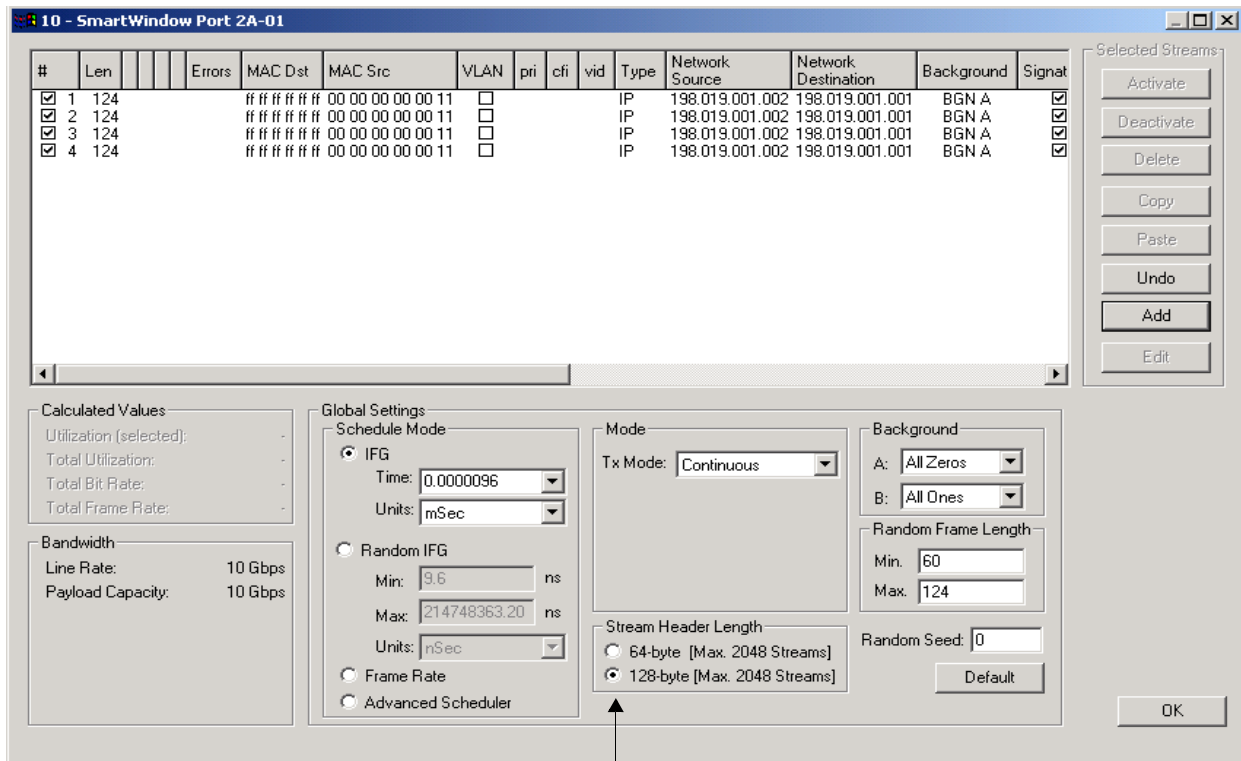 10 - SmartWindow Port 2A-01
# Len Errors MAC Dst MAC Src VLAN pri cfi vid Type Network Source Network Destination Background Signat
1 124 ff ff ff ff ff ff 00 00 00 00 00 11 IP 198.019.001.002 198.019.001.001 BGN A
2 124 ff ff ff ff ff ff 00 00 00 00 00 11 IP 198.019.001.002 198.019.001.001 BGN A
3 124 ff ff ff ff ff ff 00 00 00 00 00 11 IP 198.019.001.002 198.019.001.001 BGN A
4 124 ff ff ff ff ff ff 00 00 00 00 00 11 IP 198.019.001.002 198.019.001.001 BGN A
Selected Streams
Activate
Deactivate
Delete
Copy
Paste
Undo
Add
Edit
Calculated Values
Utilization (selected): -
Total Utilization: -
Total Bit Rate: -
Total Frame Rate: -
Bandwidth
Line Rate: 10 Gbps
Payload Capacity: 10 Gbps
Global Settings
Schedule Mode
IFG
Time: 0.0000096
Units: mSec
Random IFG
Min: 9.6 ns
Max: 214748363.20 ns
Units: nSec
Frame Rate
Advanced Scheduler
Mode
Tx Mode: Continuous
Stream Header Length
64-byte [Max. 2048 Streams]
128-byte [Max. 2048 Streams]
Background
A: All Zeros
B: All Ones
Random Frame Length
Min. 60
Max. 124
Random Seed: 0
Default
OK